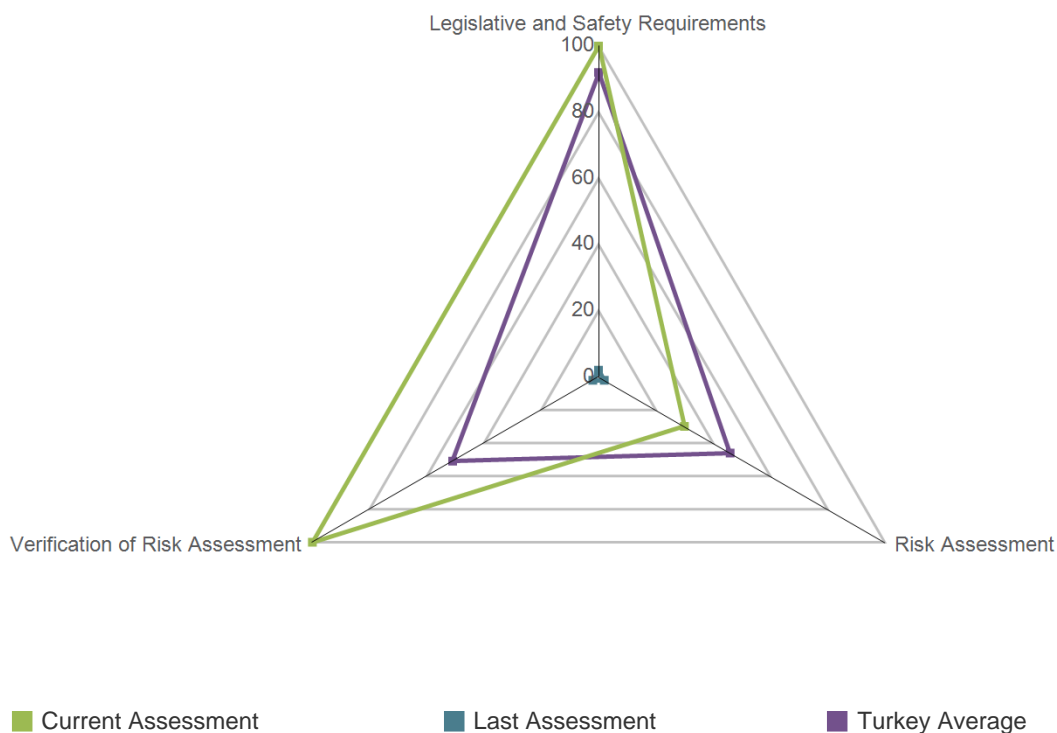 Legislative and Safety Requirements
100
80
60
40
20
0
Verification of Risk Assessment
Risk Assessment
Current Assessment
Last Assessment
Turkey Average